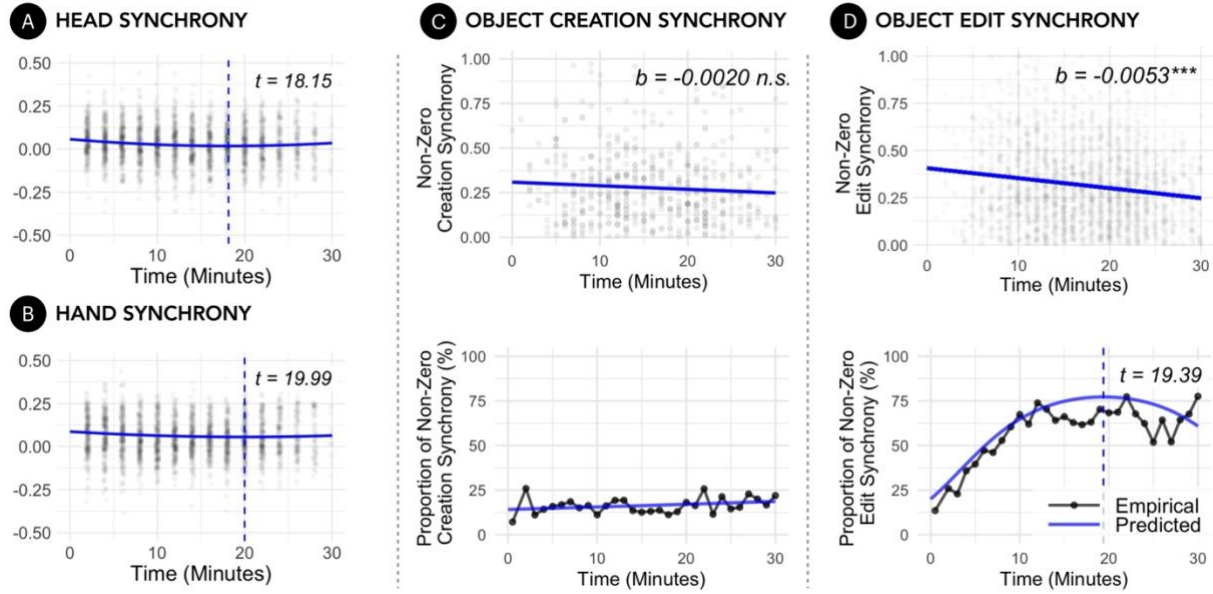 A HEAD SYNCHRONY
0.50
0.25
0.00
-0.25
-0.50
t = 18.15
0 10 20 30
Time (Minutes)
B HAND SYNCHRONY
0.50
0.25
0.00
-0.25
-0.50
t = 19.99
0 10 20 30
Time (Minutes)
C OBJECT CREATION SYNCHRONY
Non-Zero
Creation Synchrony
1.00
0.75
0.50
0.25
0.00
b = -0.0020 n.s.
0 10 20 30
Time (Minutes)
Proportion of Non-Zero
Creation Synchrony (%)
100
75
50
25
0
0 10 20 30
Time (Minutes)
D OBJECT EDIT SYNCHRONY
Non-Zero
Edit Synchrony
1.00
0.75
0.50
0.25
0.00
b = -0.0053***
0 10 20 30
Time (Minutes)
Proportion of Non-Zero
Edit Synchrony (%)
100
75
50
25
0
t = 19.39
Empirical
Predicted
0 10 20 30
Time (Minutes)